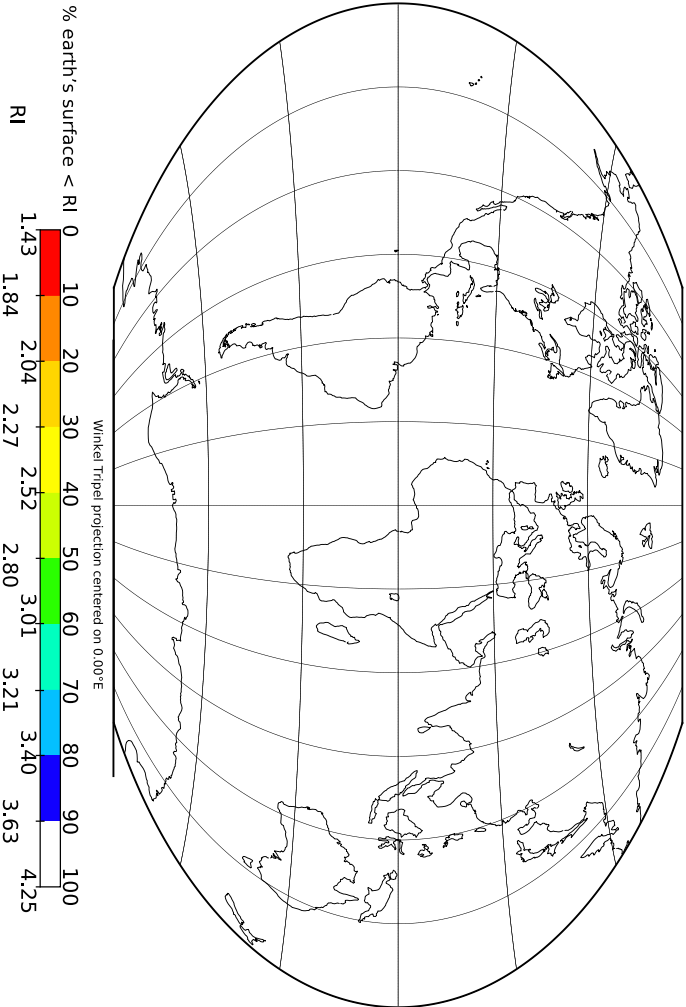 Winkel Tripel projection centered on 0.00°E
% earth's surface < RI 0 10 20 30 40 50 60 70 80 90 100
RI 1.43 1.84 2.04 2.27 2.52 2.80 3.01 3.21 3.40 3.63 4.25